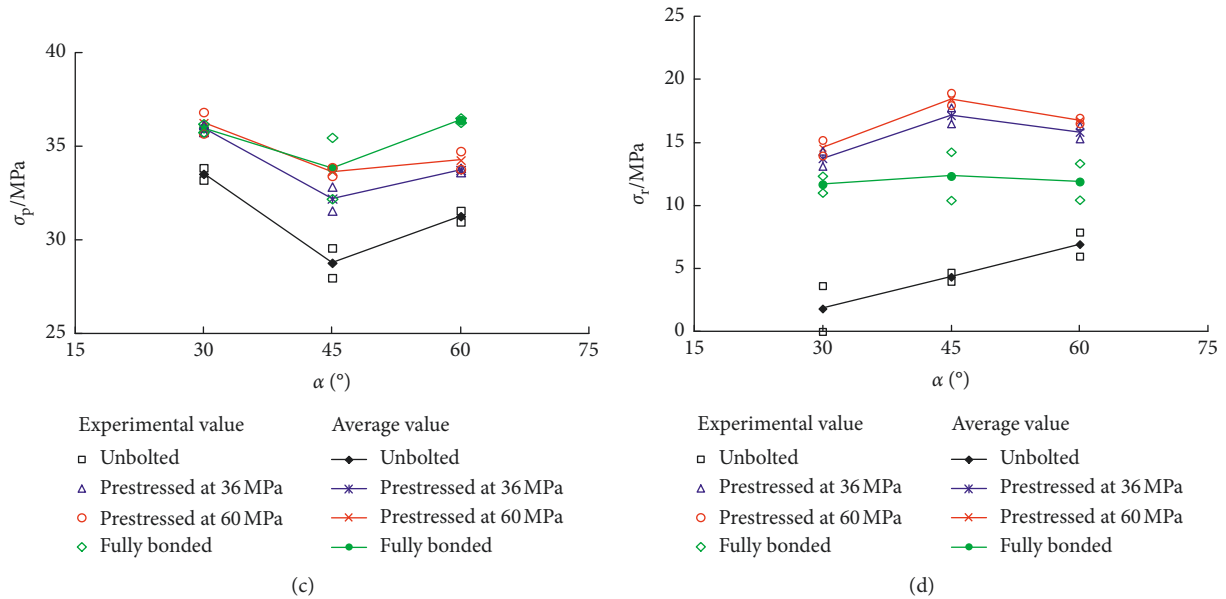 40
35
30
25
σp/MPa
15 30 45 60 75
α (°)
Experimental value Average value
Unbolted Unbolted
Prestressed at 36 MPa Prestressed at 36 MPa
Prestressed at 60 MPa Prestressed at 60 MPa
Fully bonded Fully bonded
(c)
25
20
15
10
5
0
σr/MPa
15 30 45 60 75
α (°)
Experimental value Average value
Unbolted Unbolted
Prestressed at 36 MPa Prestressed at 36 MPa
Prestressed at 60 MPa Prestressed at 60 MPa
Fully bonded Fully bonded
(d)